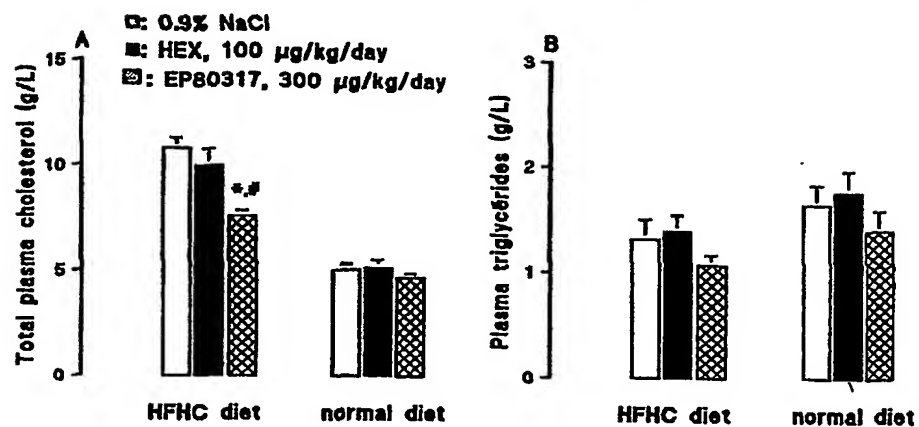 A
□: 0.9% NaCl
■: HEX, 100 μg/kg/day
▩: EP80317, 300 μg/kg/day
Total plasma cholesterol (g/L)
15
10
5
0
*,#
HFHC diet
normal diet
B
Plasma triglycérides (g/L)
3
2
1
0
HFHC diet
normal diet